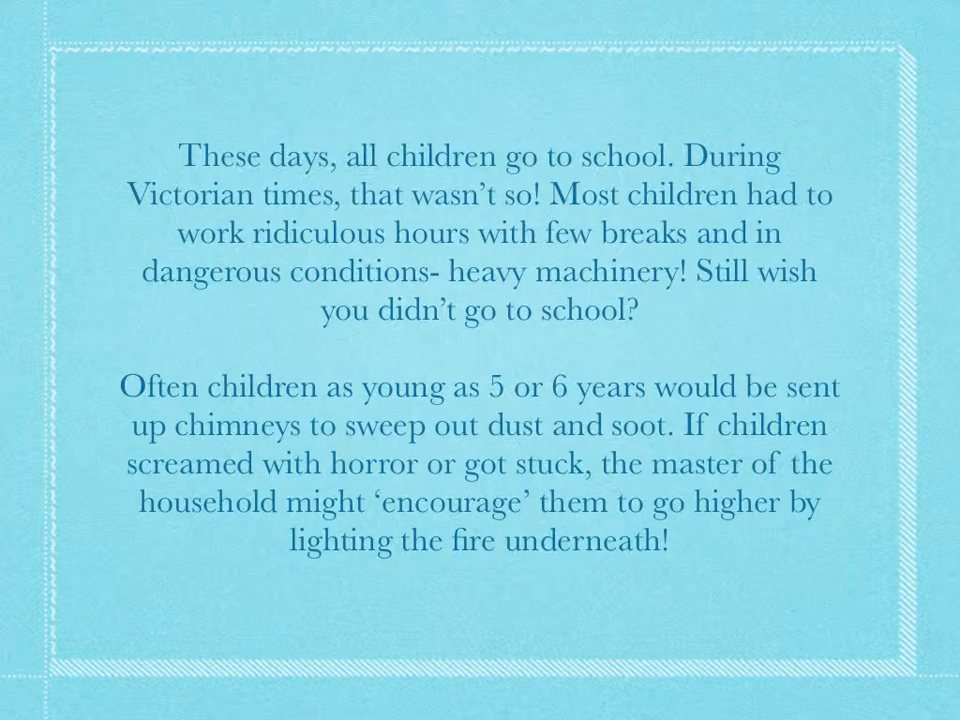 These days, all children go to school. During
Victorian times, that wasn’t so! Most children had to
work ridiculous hours with few breaks and in
dangerous conditions- heavy machinery! Still wish
you didn’t go to school?
Often children as young as 5 or 6 years would be sent
up chimneys to sweep out dust and soot. If children
screamed with horror or got stuck, the master of the
household might ‘encourage’ them to go higher by
lighting the fire underneath!